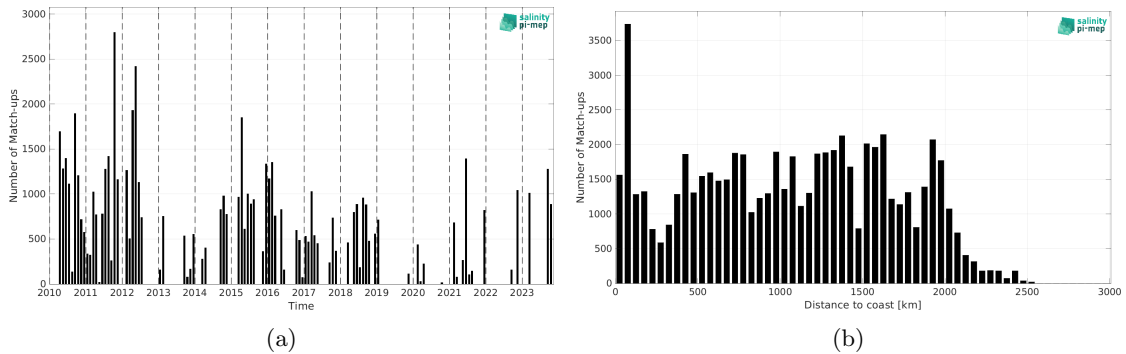 salinity
pi-mep
Number of Match-ups
3000
2500
2000
1500
1000
500
0
2010 2011 2012 2013 2014 2015 2016 2017 2018 2019 2020 2021 2022 2023
Time
(a)
salinity
pi-mep
Number of Match-ups
3500
3000
2500
2000
1500
1000
500
0
0 500 1000 1500 2000 2500 3000
Distance to coast [km]
(b)